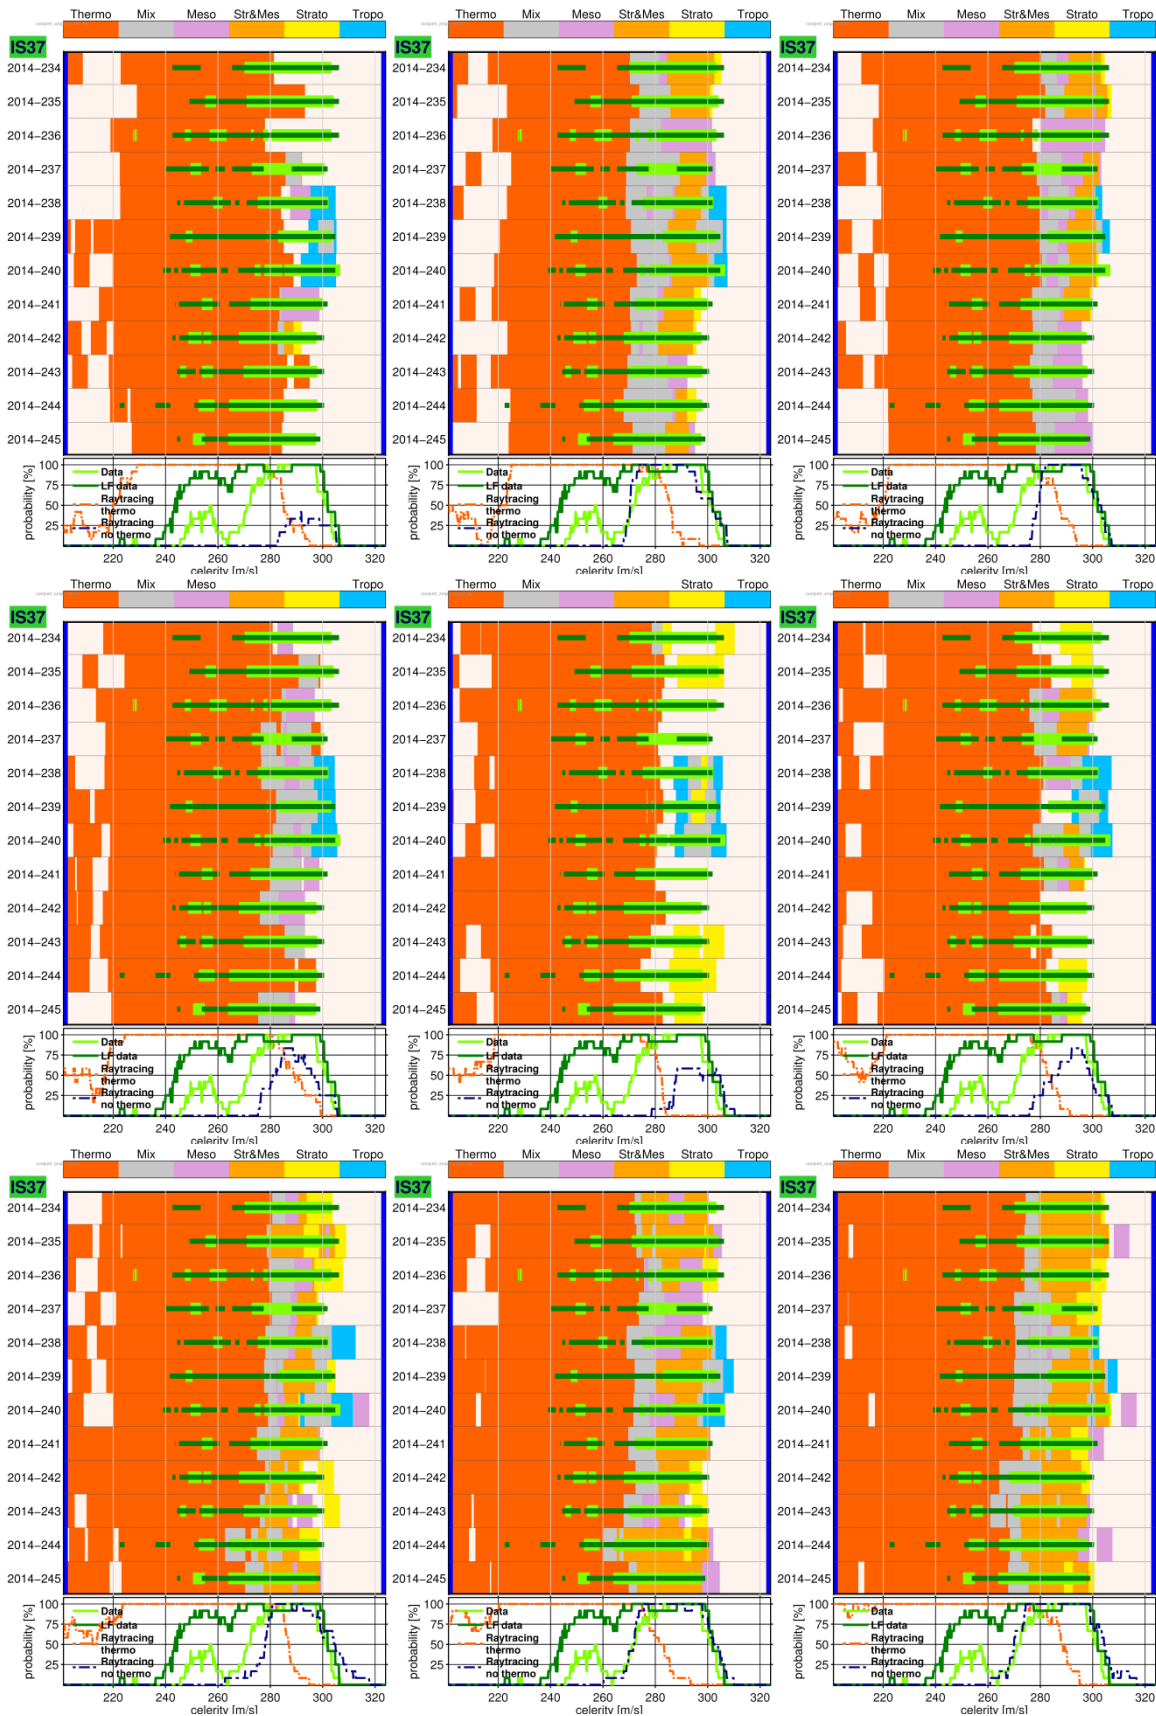 Thermo Mix Meso Str&Mes Strato Tropo Thermo Mix Meso Str&Mes Strato Tropo Thermo Mix Meso Str&Mes Strato Tropo
IS37 IS37 IS37
2014−234 2014−234 2014−234
2014−235 2014−235 2014−235
2014−236 2014−236 2014−236
2014−237 2014−237 2014−237
2014−238 2014−238 2014−238
2014−239 2014−239 2014−239
2014−240 2014−240 2014−240
2014−241 2014−241 2014−241
2014−242 2014−242 2014−242
2014−243 2014−243 2014−243
2014−244 2014−244 2014−244
2014−245 2014−245 2014−245
probability [%] probability [%] probability [%]
100 Data 100 Data 100 Data
75 LF data 75 LF data 75 LF data
Raytracing Raytracing Raytracing
50 thermo 50 thermo 50 thermo
25 Raytracing 25 Raytracing 25 Raytracing
no thermo no thermo no thermo
220 240 260 280 300 320 220 240 260 280 300 320 220 240 260 280 300 320
celerity [m/s] celerity [m/s] celerity [m/s]
Thermo Mix Meso Thermo Mix Strato Tropo Thermo Mix Meso Str&Mes Strato Tropo
IS37 IS37 IS37
2014−234 2014−234 2014−234
2014−235 2014−235 2014−235
2014−236 2014−236 2014−236
2014−237 2014−237 2014−237
2014−238 2014−238 2014−238
2014−239 2014−239 2014−239
2014−240 2014−240 2014−240
2014−241 2014−241 2014−241
2014−242 2014−242 2014−242
2014−243 2014−243 2014−243
2014−244 2014−244 2014−244
2014−245 2014−245 2014−245
probability [%] probability [%] probability [%]
100 Data 100 Data 100 Data
75 LF data 75 LF data 75 LF data
Raytracing Raytracing Raytracing
50 thermo 50 thermo 50 thermo
25 Raytracing 25 Raytracing 25 Raytracing
no thermo no thermo no thermo
220 240 260 280 300 320 220 240 260 280 300 320 220 240 260 280 300 320
celerity [m/s] celerity [m/s] celerity [m/s]
Thermo Mix Meso Str&Mes Strato Tropo Thermo Mix Meso Str&Mes Strato Tropo Thermo Mix Meso Str&Mes Strato Tropo
IS37 IS37 IS37
2014−234 2014−234 2014−234
2014−235 2014−235 2014−235
2014−236 2014−236 2014−236
2014−237 2014−237 2014−237
2014−238 2014−238 2014−238
2014−239 2014−239 2014−239
2014−240 2014−240 2014−240
2014−241 2014−241 2014−241
2014−242 2014−242 2014−242
2014−243 2014−243 2014−243
2014−244 2014−244 2014−244
2014−245 2014−245 2014−245
probability [%] probability [%] probability [%]
100 Data 100 Data 100 Data
75 LF data 75 LF data 75 LF data
Raytracing Raytracing Raytracing
50 thermo 50 thermo 50 thermo
25 Raytracing 25 Raytracing 25 Raytracing
no thermo no thermo no thermo
220 240 260 280 300 320 220 240 260 280 300 320 220 240 260 280 300 320
celerity [m/s] celerity [m/s] celerity [m/s]